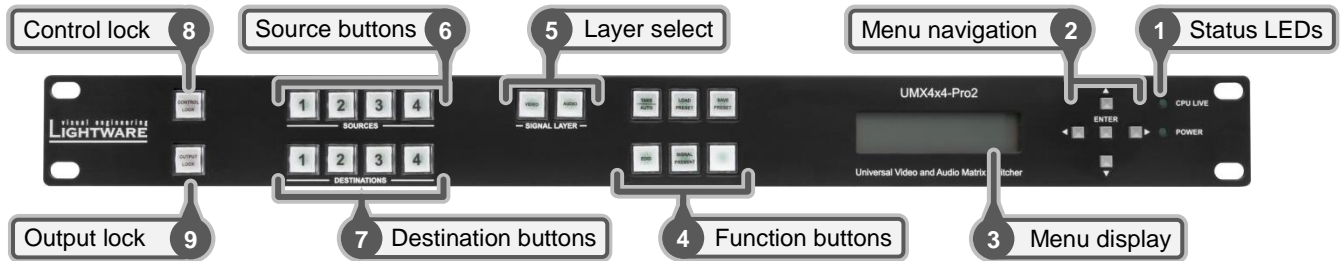 Control lock 8
Source buttons 6
5 Layer select
Menu navigation 2
1 Status LEDs
visual engineering
LIGHTWARE
CONTROL LOCK
1 2 3 4
SOURCES
VIDEO AUDIO
SIGNAL LAYER
TAKE AUTO
LOAD PRESET
SAVE PRESET
UMX4x4-Pro2
ENTER
CPU LIVE
POWER
OUTPUT LOCK
1 2 3 4
DESTINATIONS
EDID
SIGNAL PRESENT
Universal Video and Audio Matrix
Output lock 9
7 Destination buttons
4 Function buttons
3 Menu display